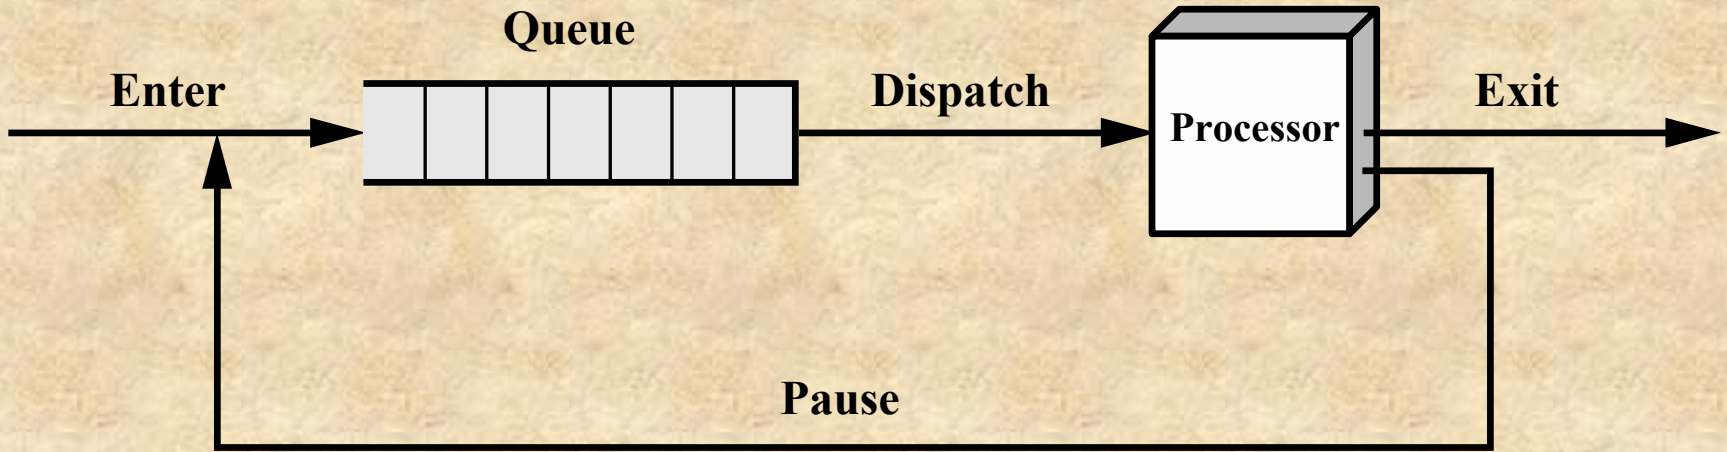 Queue
Enter
Dispatch
Processor
Exit
Pause